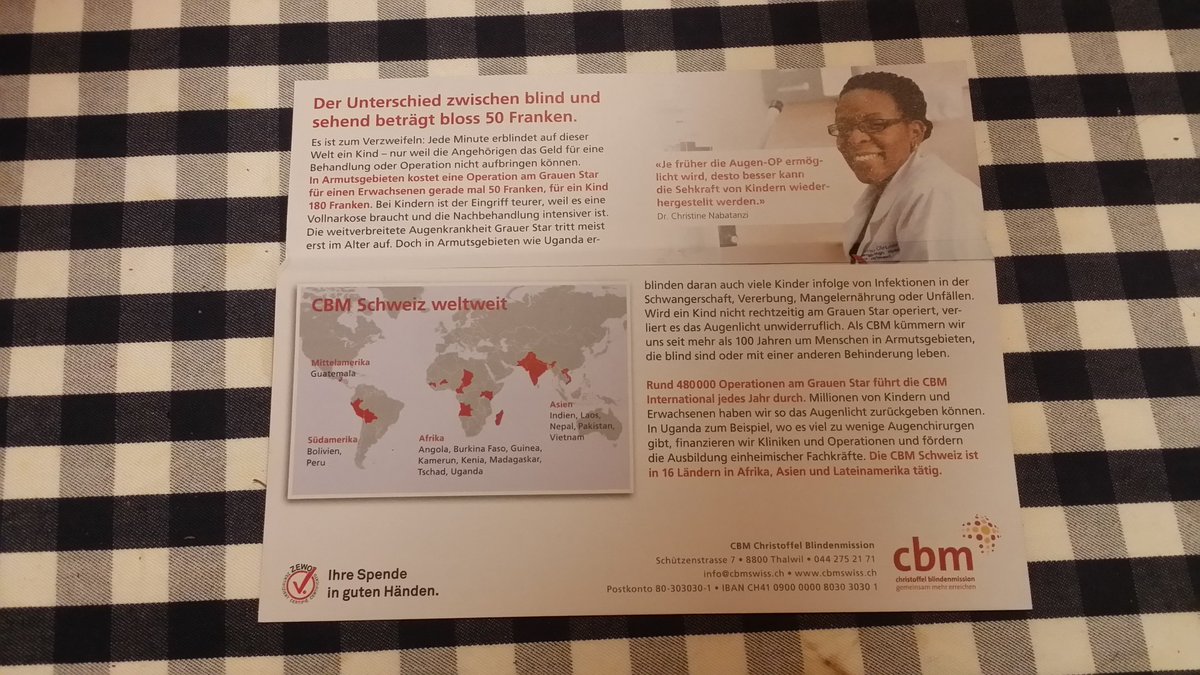 Der Unterschied zwischen blind und
sehend beträgt bloss 50 Franken.
Es ist zum Verzweifeln: Jede Minute erblindet auf dieser
Welt ein Kind – nur weil die Angehörigen das Geld für eine
Behandlung oder Operation nicht aufbringen können.
In Armutsgebieten kostet eine Operation am Grauen Star
für einen Erwachsenen gerade mal 50 Franken, für ein Kind
180 Franken. Bei Kindern ist der Eingriff teurer, weil es eine
Vollnarkose braucht und die Nachbehandlung intensiver ist.
Die weitverbreitete Augenkrankheit Grauer Star tritt meist
erst im Alter auf. Doch in Armutsgebieten wie Uganda er-
«Je früher die Augen-OP ermög-
licht wird, desto besser kann
die Sehkraft von Kindern wieder-
hergestellt werden.»
Dr. Christine Nabatanzi
CBM Schweiz weltweit
Mittelamerika
Guatemala
Südamerika
Bolivien,
Peru
Afrika
Angola, Burkina Faso, Guinea,
Kamerun, Kenia, Madagaskar,
Tschad, Uganda
Asien
Indien, Laos,
Nepal, Pakistan,
Vietnam
blinden daran auch viele Kinder infolge von Infektionen in der
Schwangerschaft, Vererbung, Mangelernährung oder Unfällen.
Wird ein Kind nicht rechtzeitig am Grauen Star operiert, ver-
liert es das Augenlicht unwiderruflich. Als CBM kümmern wir
uns seit mehr als 100 Jahren um Menschen in Armutsgebieten,
die blind sind oder mit einer anderen Behinderung leben.
Rund 480 000 Operationen am Grauen Star führt die CBM
International jedes Jahr durch. Millionen von Kindern und
Erwachsenen haben wir so das Augenlicht zurückgeben können.
In Uganda zum Beispiel, wo es viel zu wenige Augenchirurgen
gibt, finanzieren wir Kliniken und Operationen und fördern
die Ausbildung einheimischer Fachkräfte. Die CBM Schweiz ist
in 16 Ländern in Afrika, Asien und Lateinamerika tätig.
ZEWO
Ihre Spende
in guten Händen.
CBM Christoffel Blindenmission
Schützenstrasse 7 • 8800 Thalwil • 044 275 21 71
info@cbmswiss.ch • www.cbmswiss.ch
Postkonto 80-303030-1 • IBAN CH41 0900 0000 8030 3030 1
cbm
christoffel blindenmission
gemeinsam mehr erreichen